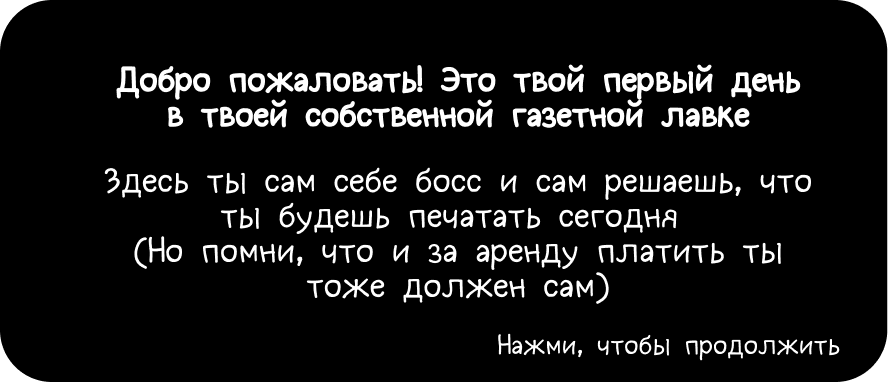 Добро пожаловать! Это твой первый день
в твоей собственной газетной лавке
Здесь ты сам себе босс и сам решаешь, что
ты будешь печатать сегодня
(Но помни, что и за аренду платить ты
тоже должен сам)
Нажми, чтобы продолжить